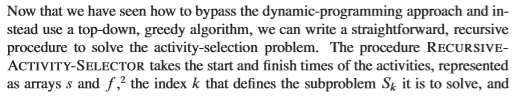 Now that we have seen how to bypass the dynamic-programming approach and in-
stead use a top-down, greedy algorithm, we can write a straightforward, recursive
procedure to solve the activity-selection problem. The procedure RECURSIVE-
ACTIVITY-SELECTOR takes the start and finish times of the activities, represented
as arrays s and f,² the index k that defines the subproblem Sₖ it is to solve, and